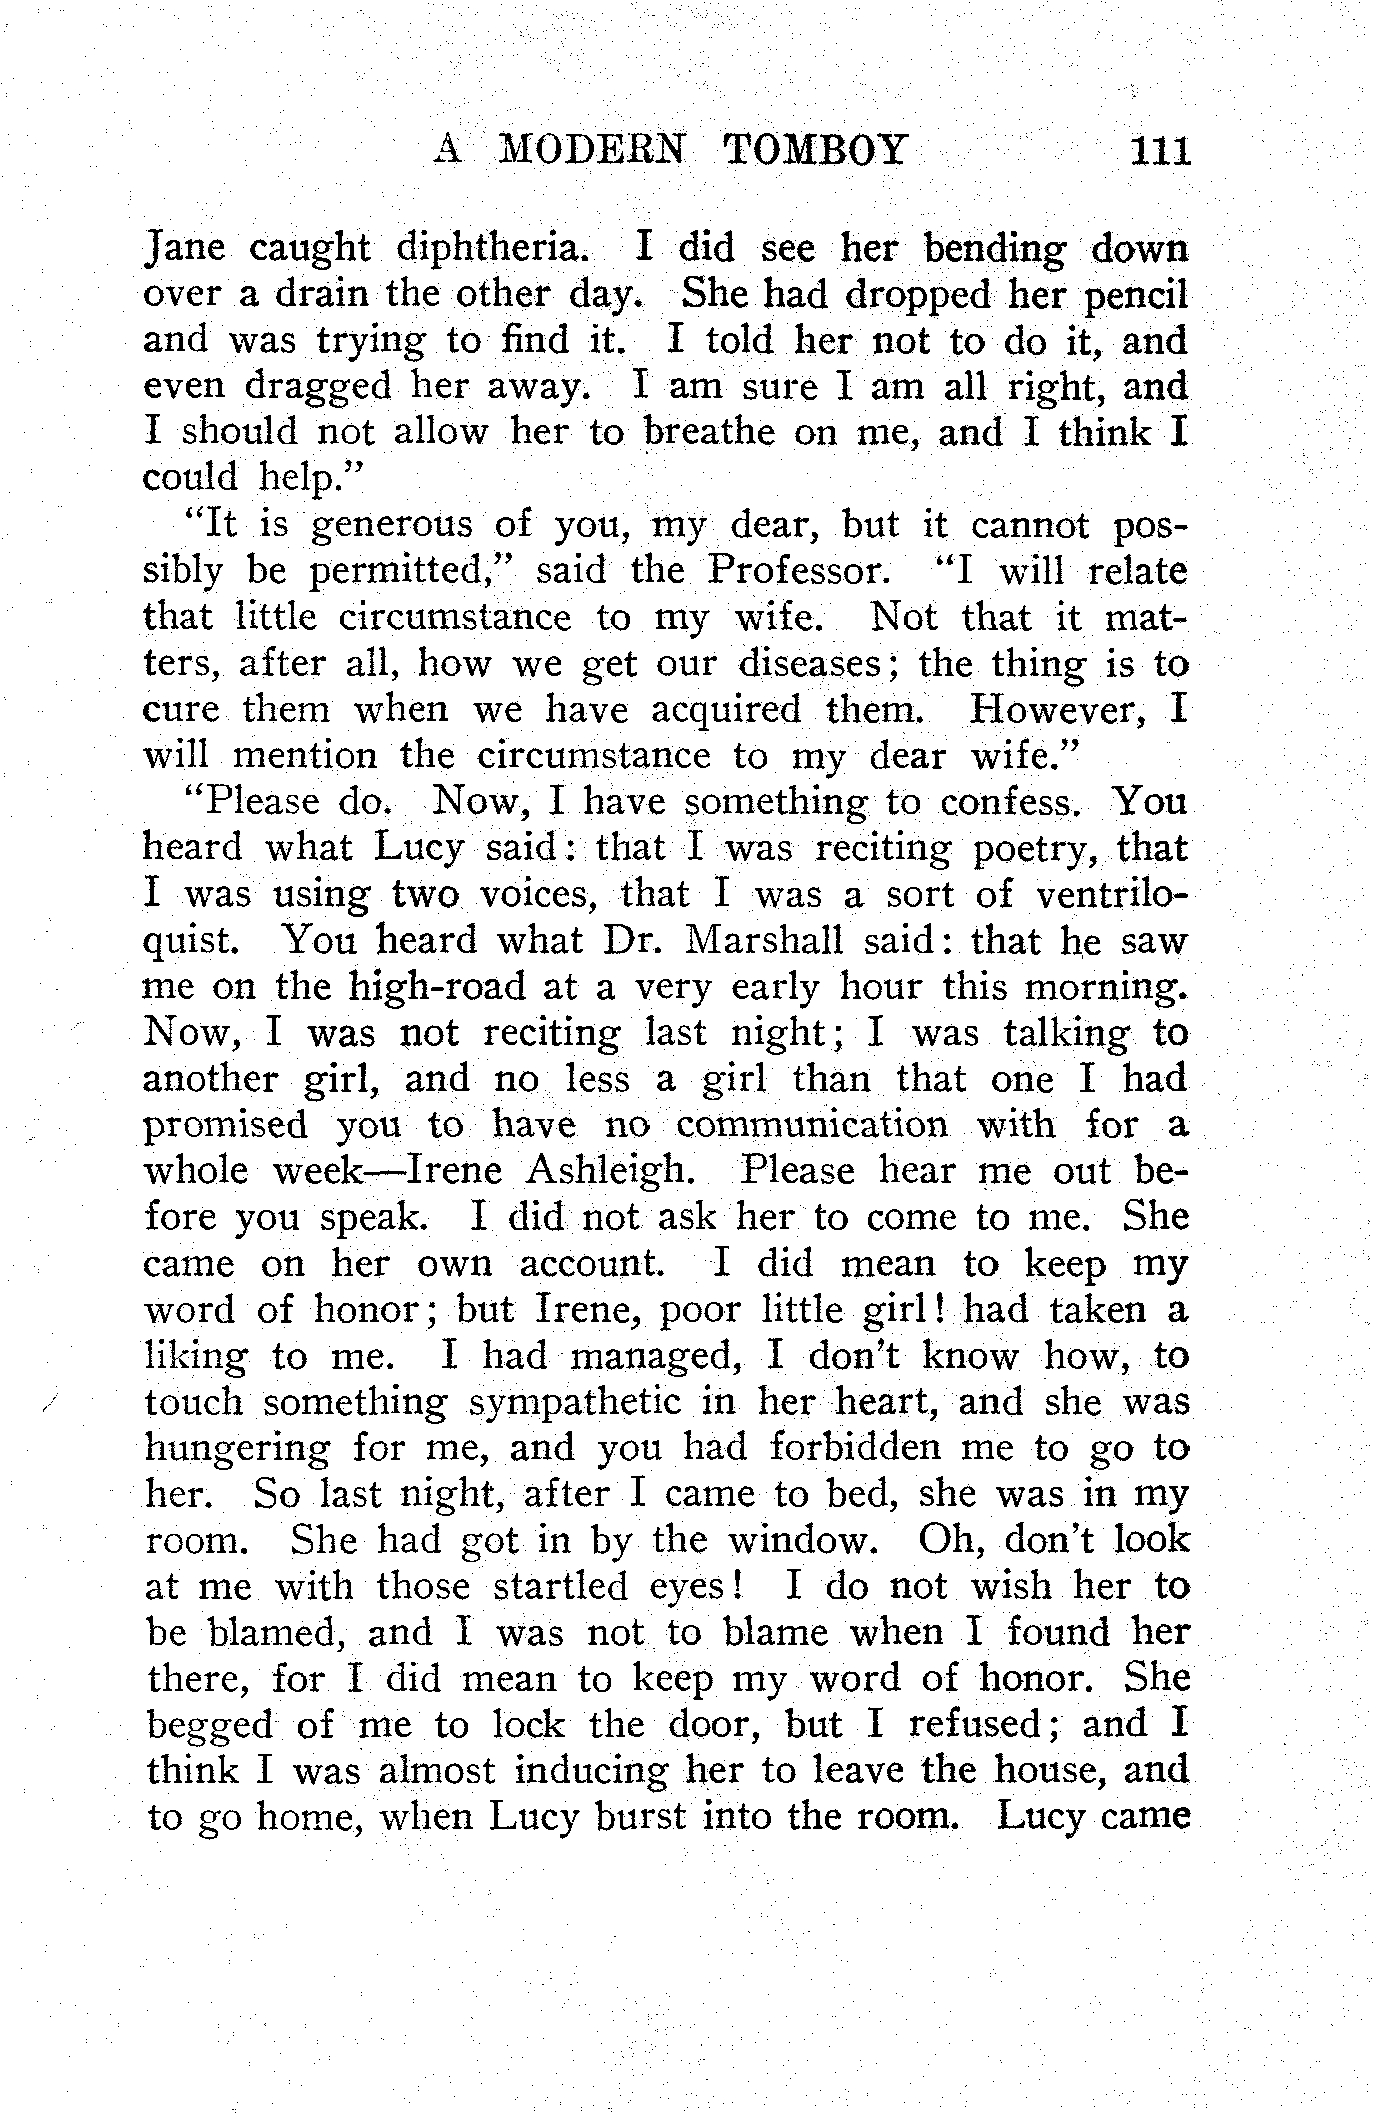 A MODERN TOMBOY 111
Jane caught diphtheria. I did see her bending down
over a drain the other day. She had dropped her pencil
and was trying to find it. I told her not to do it, and
even dragged her away. I am sure I am all right, and
I should not allow her to breathe on me, and I think I
could help.”
“It is generous of you, my dear, but it cannot pos-
sibly be permitted,” said the Professor. “I will relate
that little circumstance to my wife. Not that it mat-
ters, after all, how we get our diseases; the thing is to
cure them when we have acquired them. However, I
will mention the circumstance to my dear wife.”
“Please do. Now, I have something to confess. You
heard what Lucy said: that I was reciting poetry, that
I was using two voices, that I was a sort of ventrilo-
quist. You heard what Dr. Marshall said: that he saw
me on the high-road at a very early hour this morning.
Now, I was not reciting last night; I was talking to
another girl, and no less a girl than that one I had
promised you to have no communication with for a
whole week—Irene Ashleigh. Please hear me out be-
fore you speak. I did not ask her to come to me. She
came on her own account. I did mean to keep my
word of honor; but Irene, poor little girl! had taken a
liking to me. I had managed, I don’t know how, to
touch something sympathetic in her heart, and she was
hungering for me, and you had forbidden me to go to
her. So last night, after I came to bed, she was in my
room. She had got in by the window. Oh, don’t look
at me with those startled eyes! I do not wish her to
be blamed, and I was not to blame when I found her
there, for I did mean to keep my word of honor. She
begged of me to lock the door, but I refused; and I
think I was almost inducing her to leave the house, and
to go home, when Lucy burst into the room. Lucy came